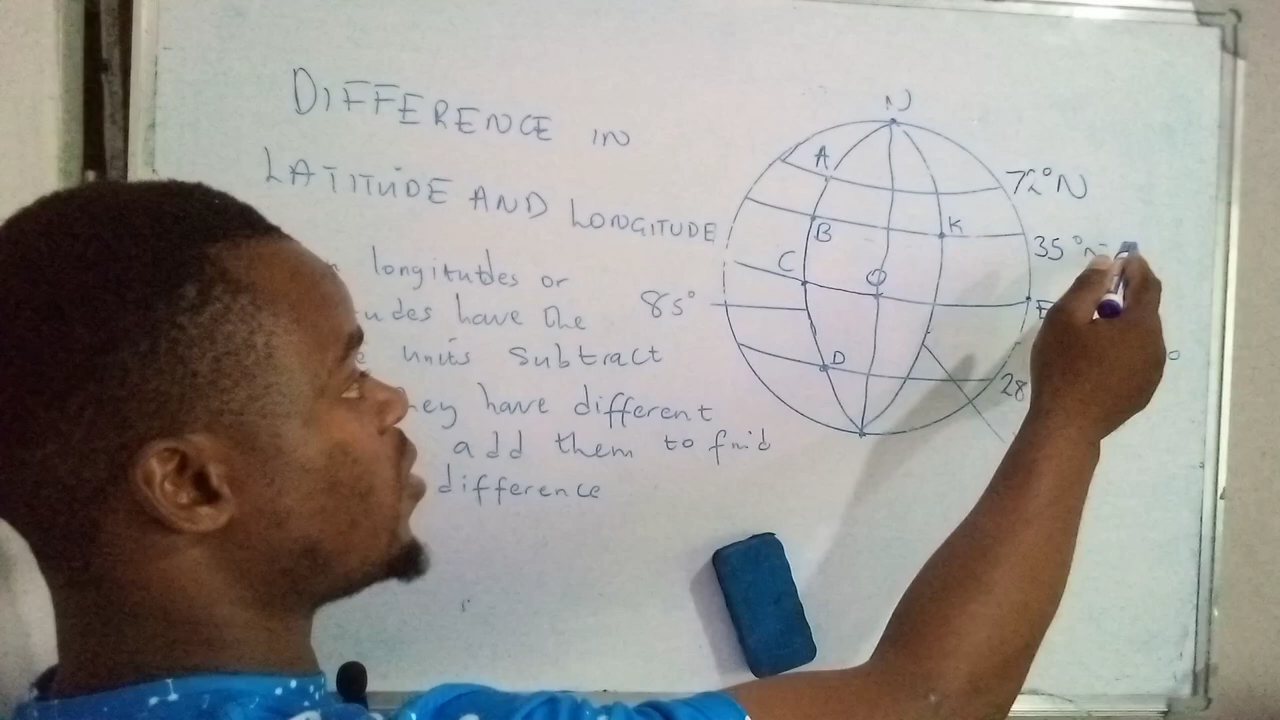 DIFFERENCE IN
LATITUDE AND LONGITUDE
longitudes or
have the
units subtract
have different
add them to find
difference
N
A
72°N
B
K
35°N
C
O
85°
E
D
28